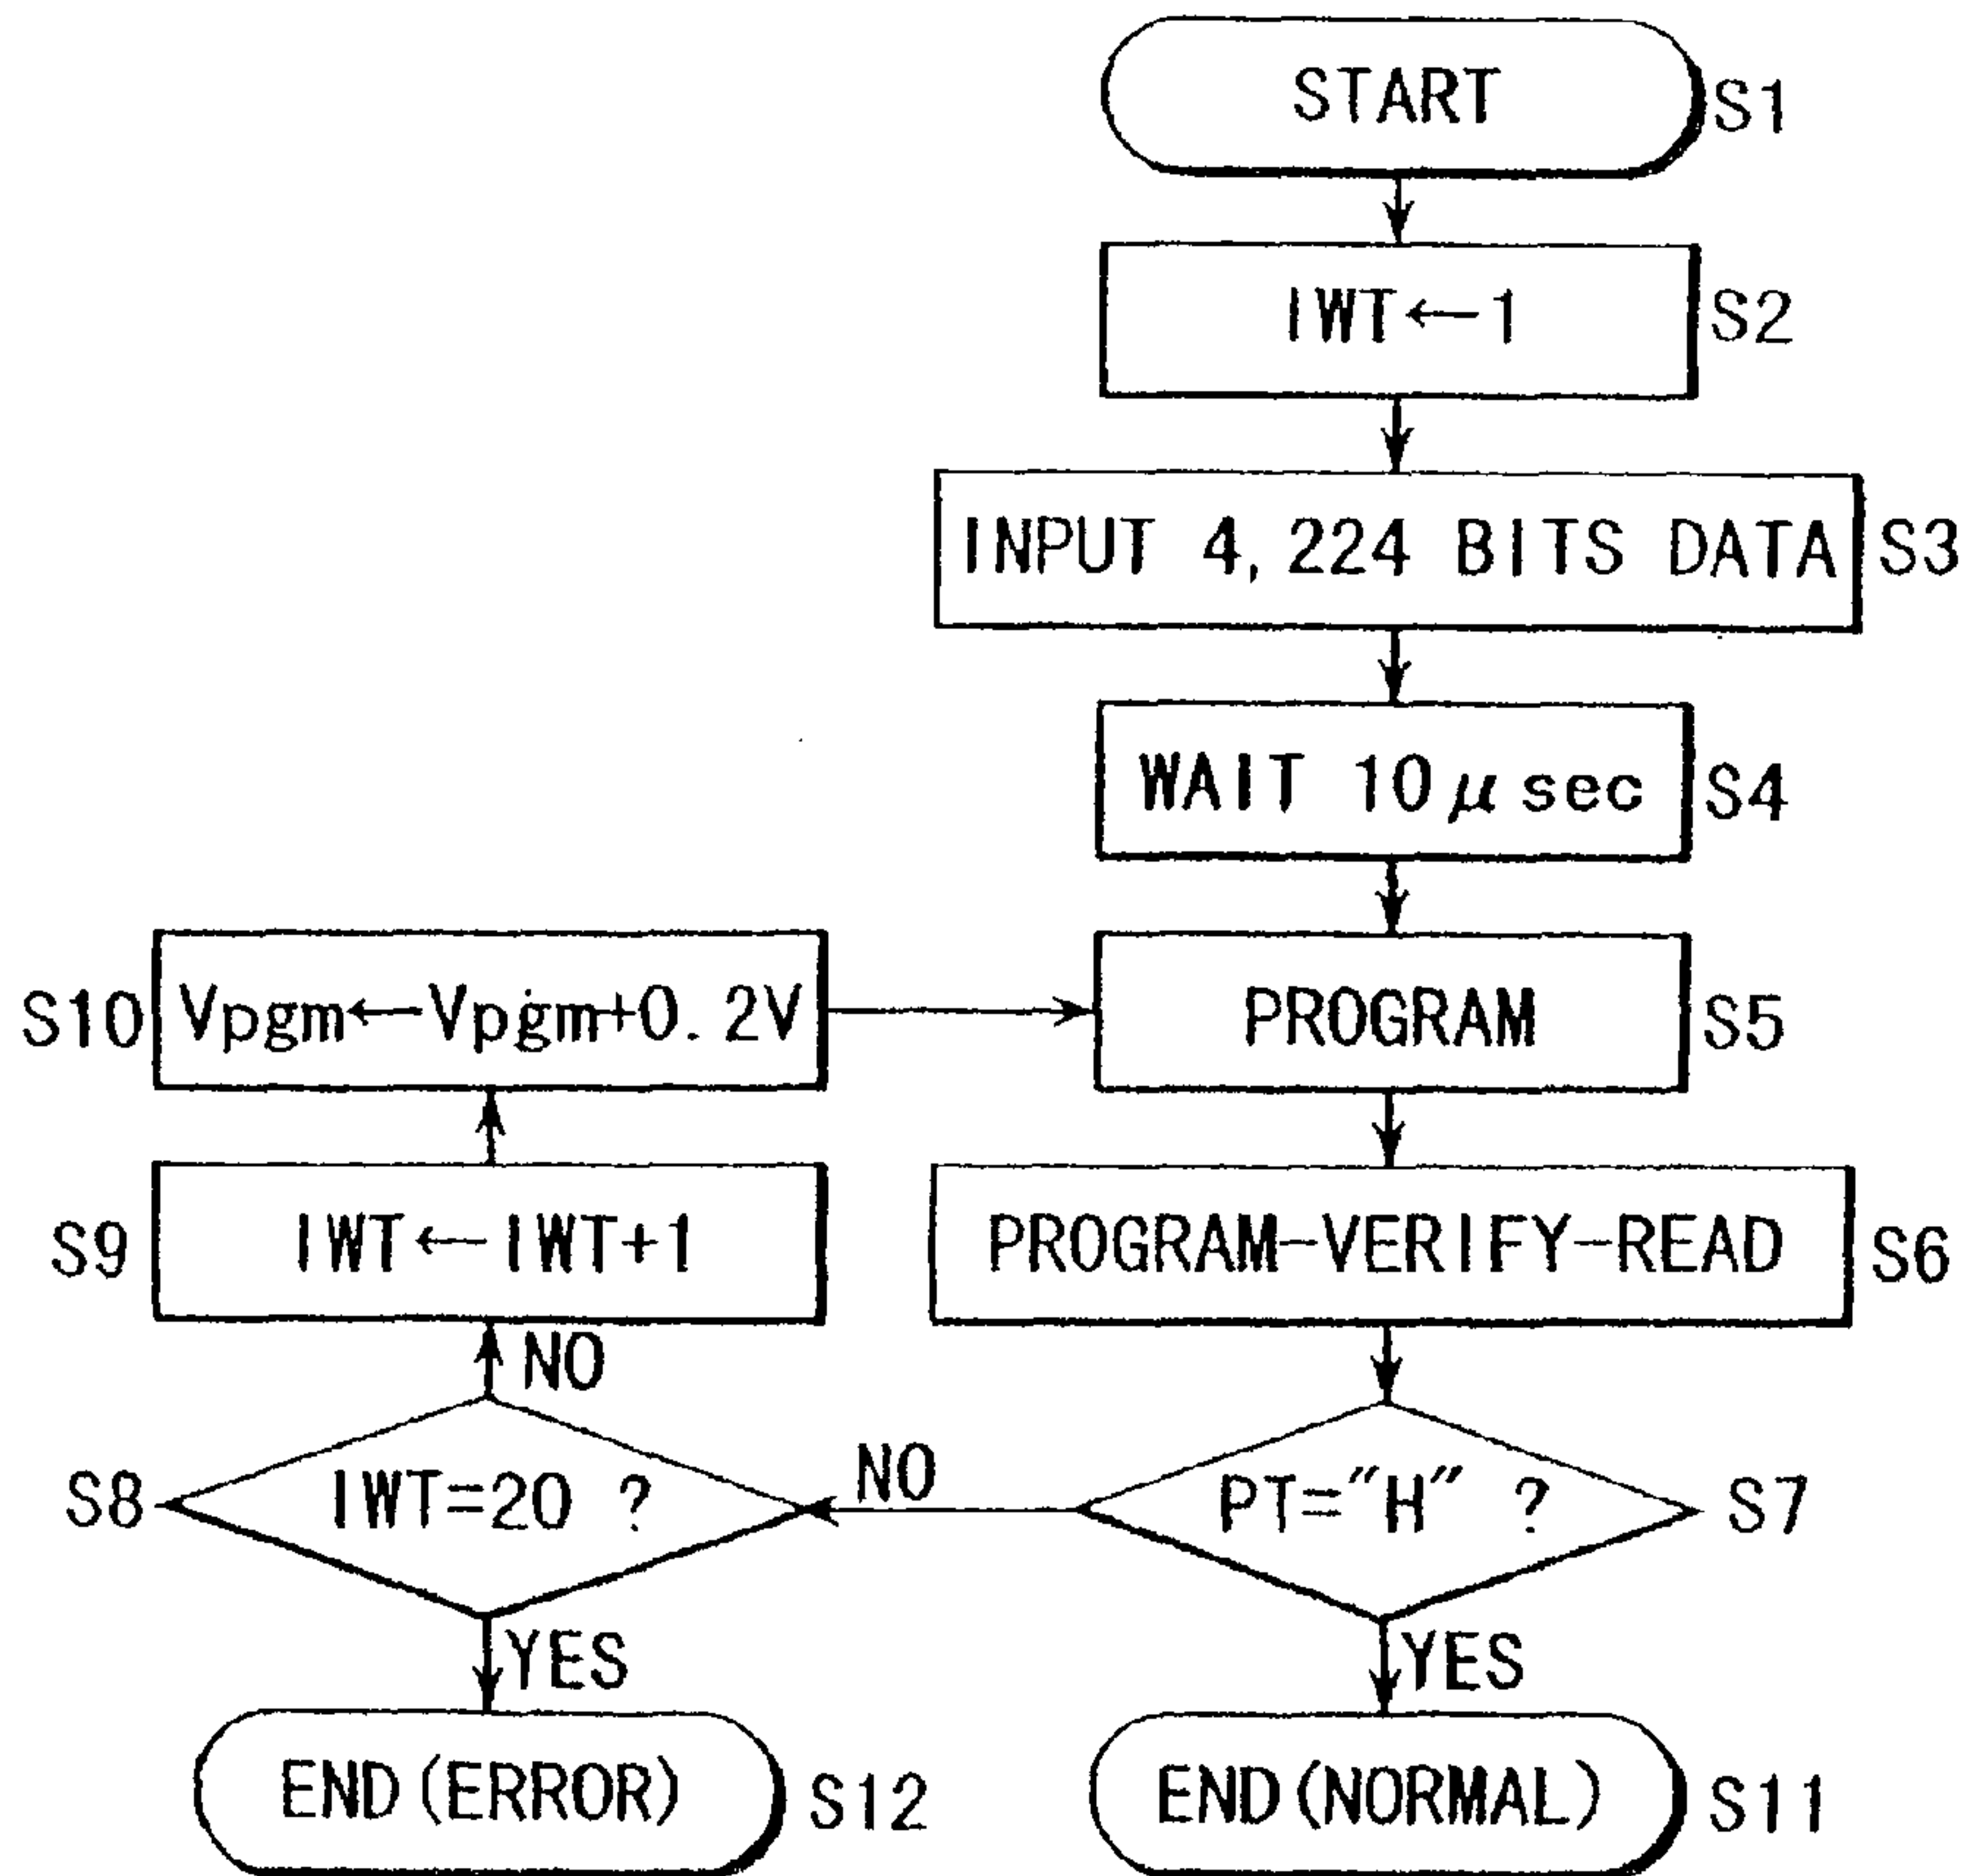 START
S1
IWT←1
S2
INPUT 4,224 BITS DATA
S3
WAIT 10μsec
S4
S10
Vpgm←Vpgm+0.2V
PROGRAM
S5
S9
IWT←IWT+1
PROGRAM-VERIFY-READ
S6
NO
S8
IWT=20 ?
NO
PT="H" ?
S7
YES
YES
END(ERROR)
S12
END(NORMAL)
S11